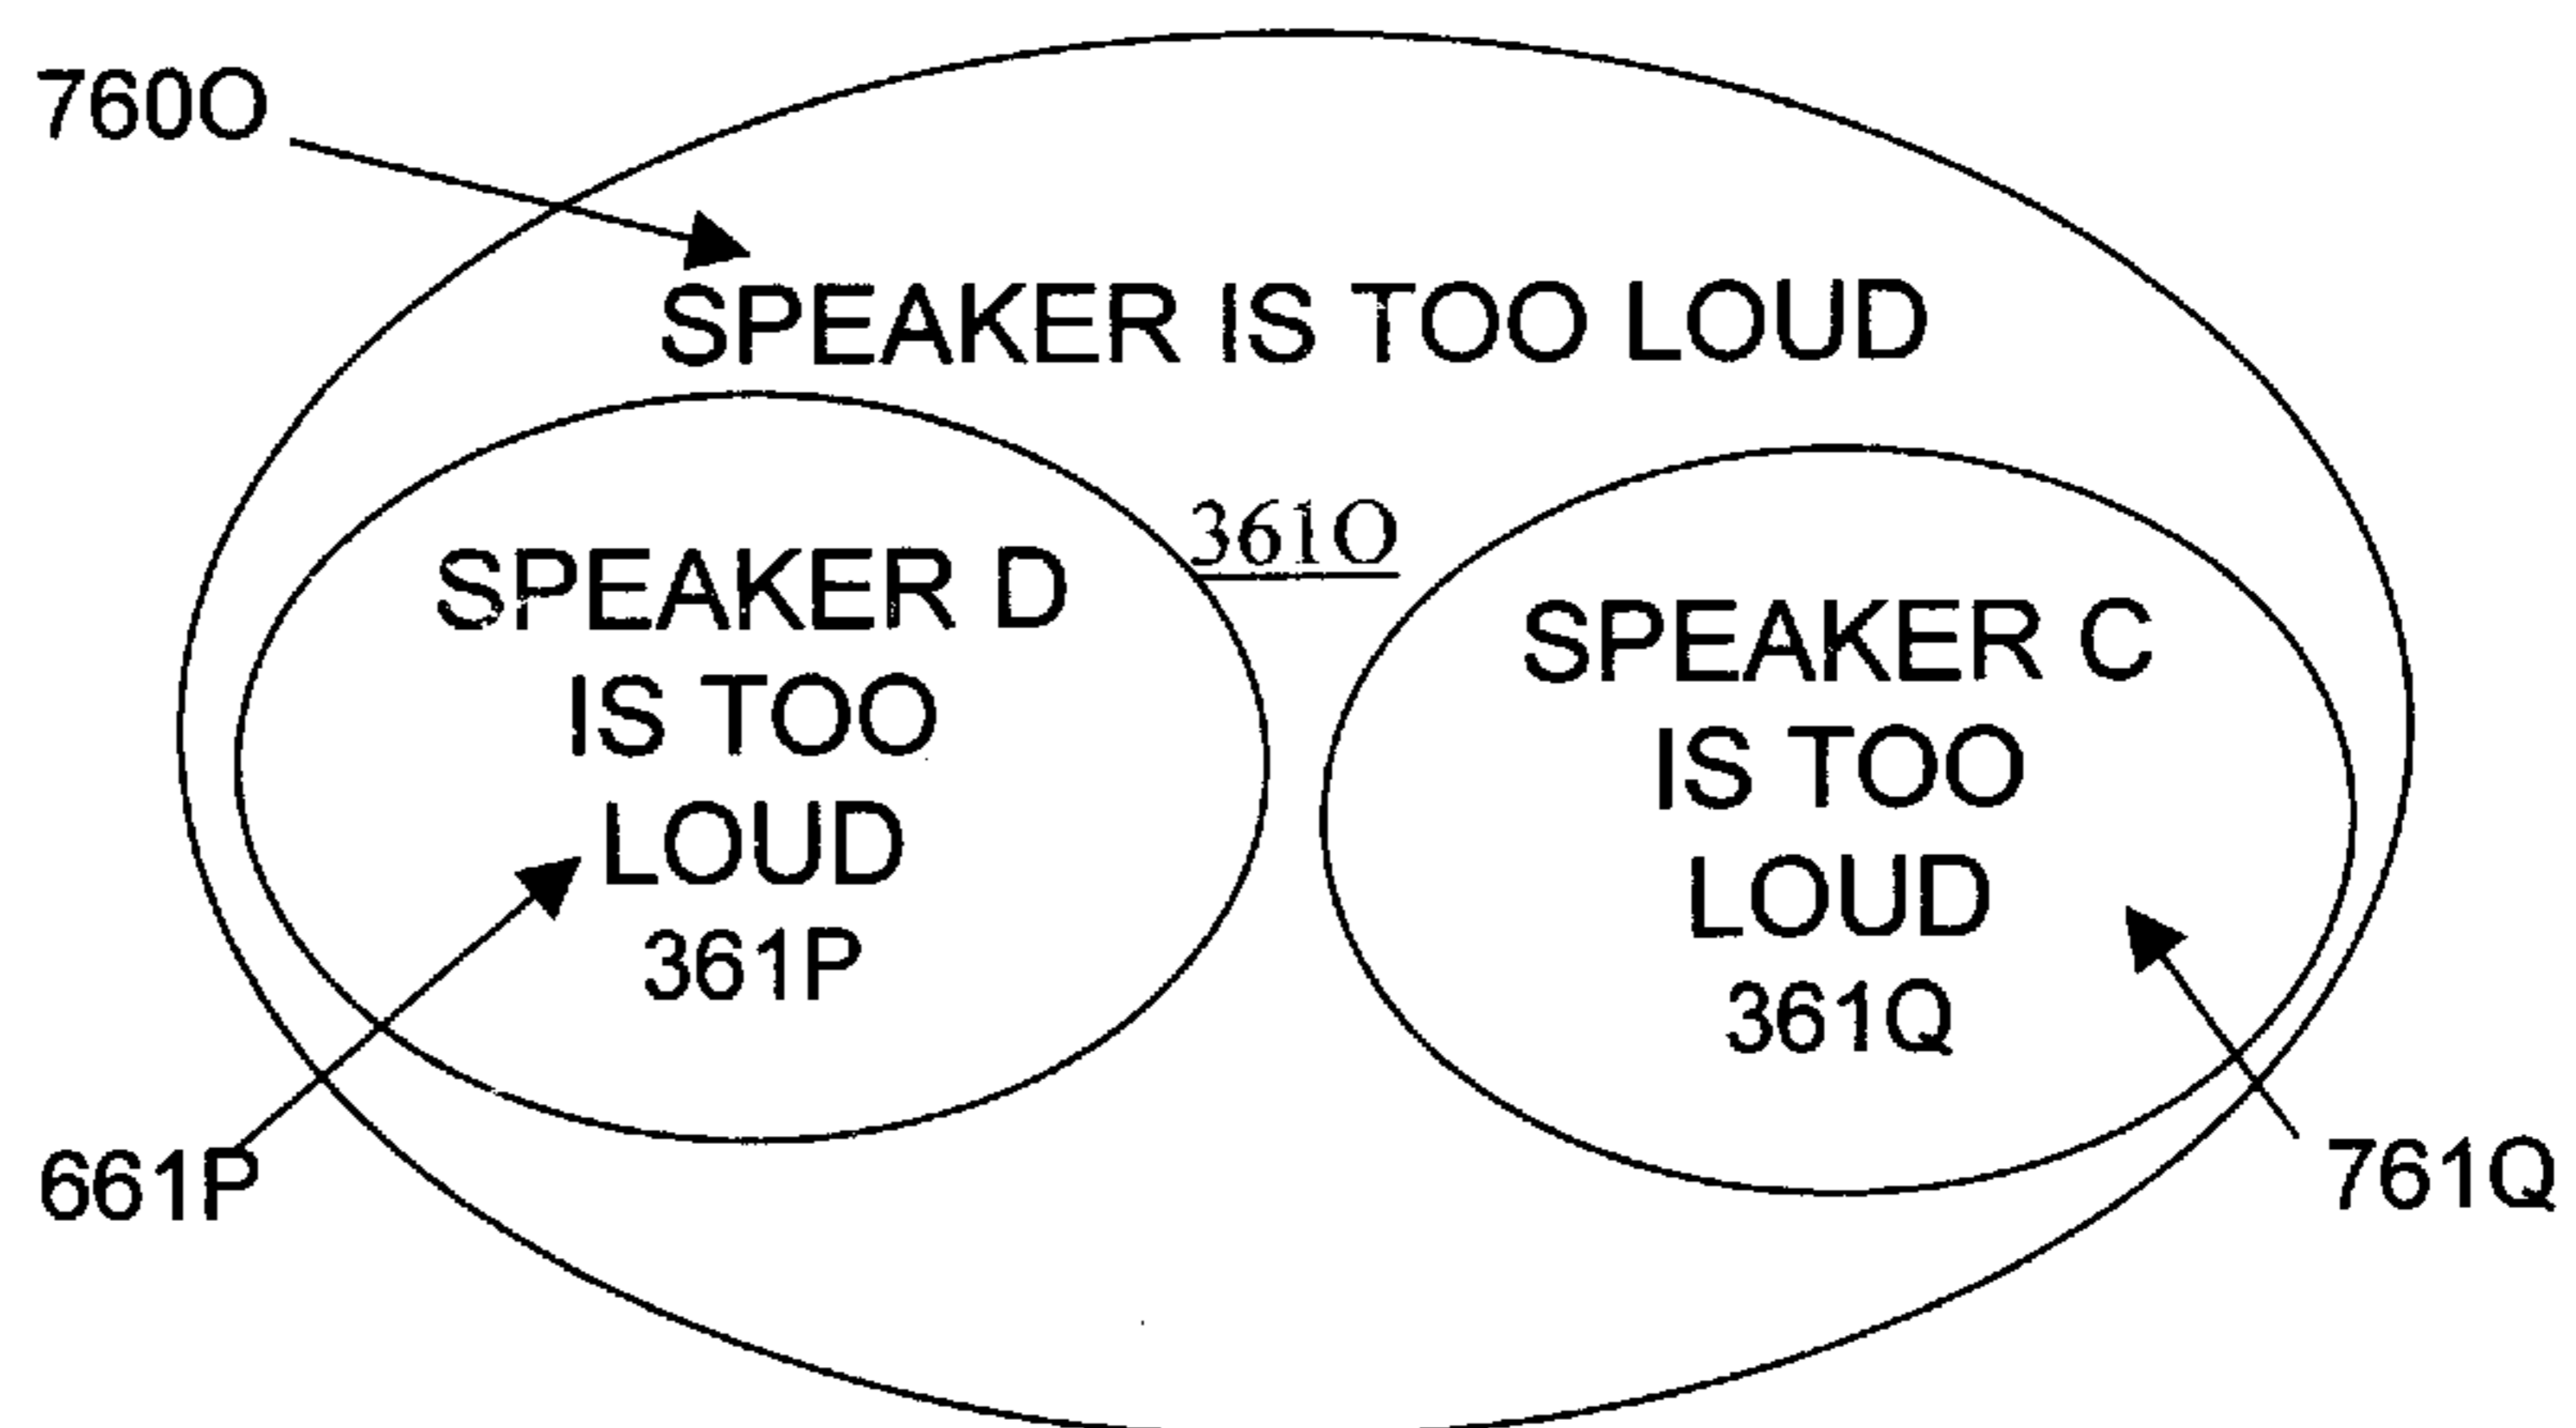 760O
SPEAKER IS TOO LOUD
361O
SPEAKER D
IS TOO
LOUD
361P
SPEAKER C
IS TOO
LOUD
361Q
661P
761Q